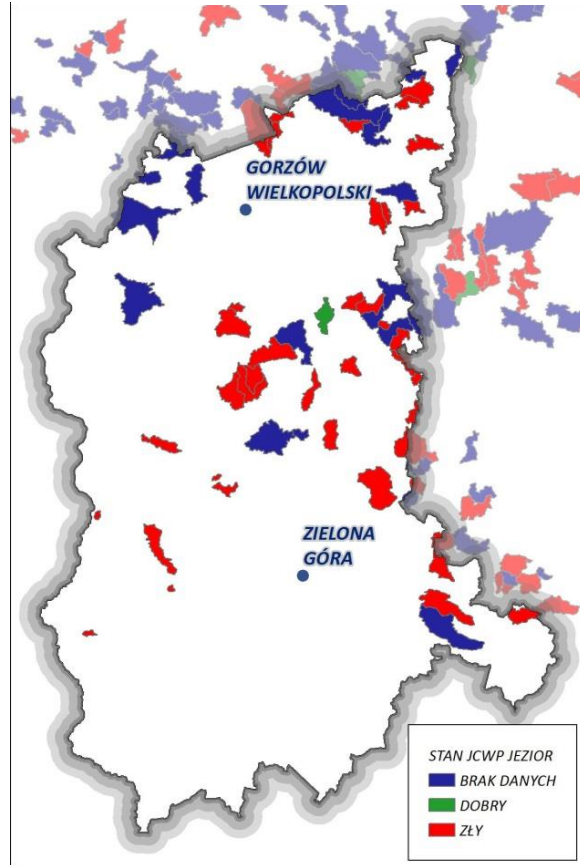 GORZÓW
WIELKOPOLSKI
ZIELONA
GÓRA
STAN JCWP JEZIOR
BRAK DANYCH
DOBRY
ZŁY